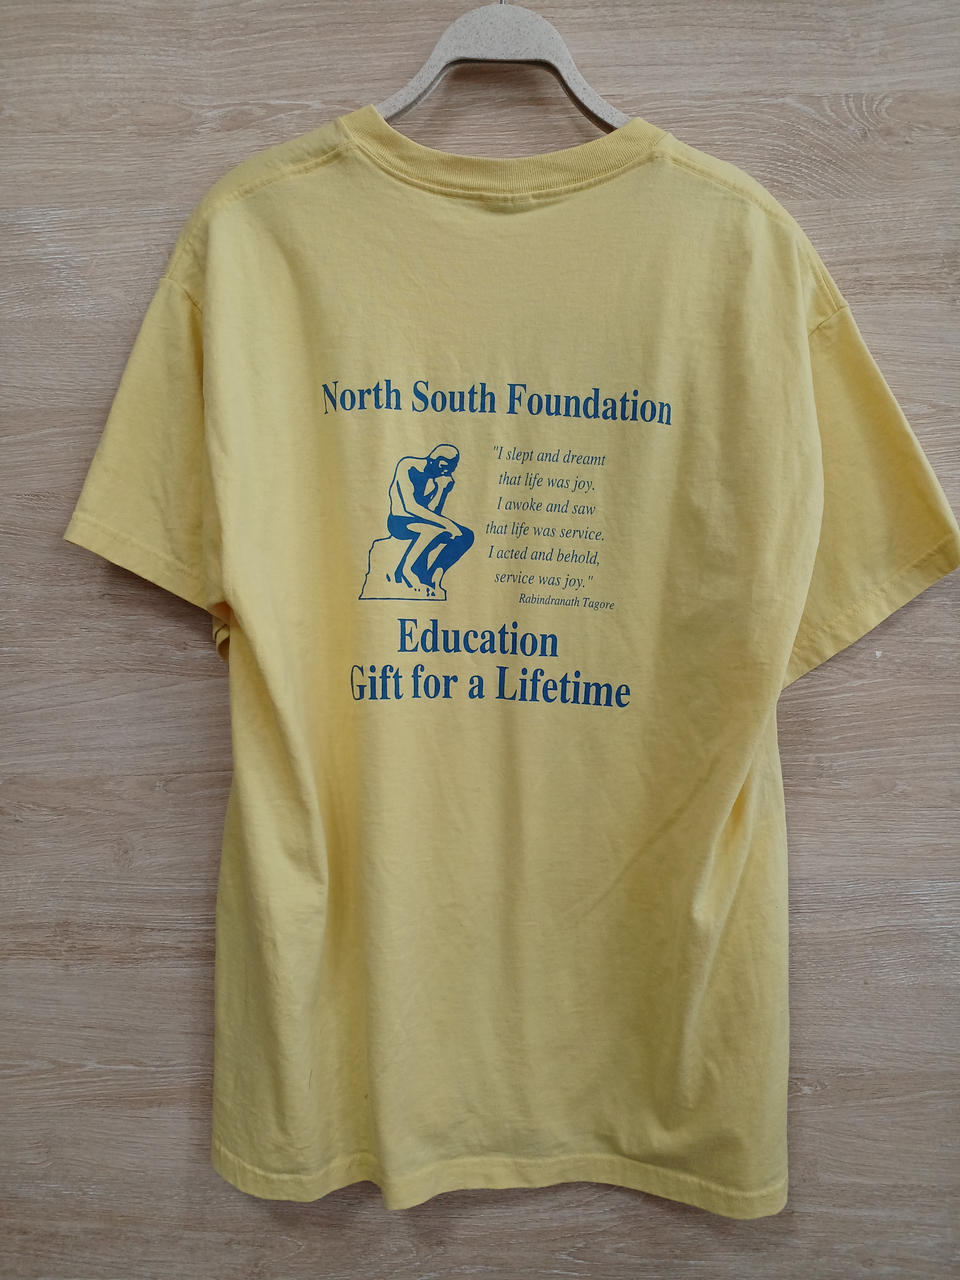 North South Foundation
"I slept and dreamt
that life was joy.
I awoke and saw
that life was service.
I acted and behold,
service was joy."
Rabindranath Tagore
Education
Gift for a Lifetime